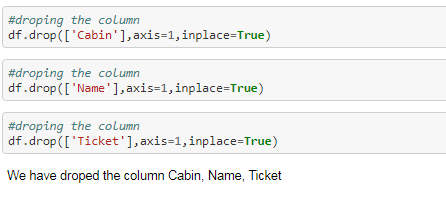 #droping the column
df.drop(['Cabin'],axis=1,inplace=True)
#droping the column
df.drop(['Name'],axis=1,inplace=True)
#droping the column
df.drop(['Ticket'],axis=1,inplace=True)
We have droped the column Cabin, Name, Ticket